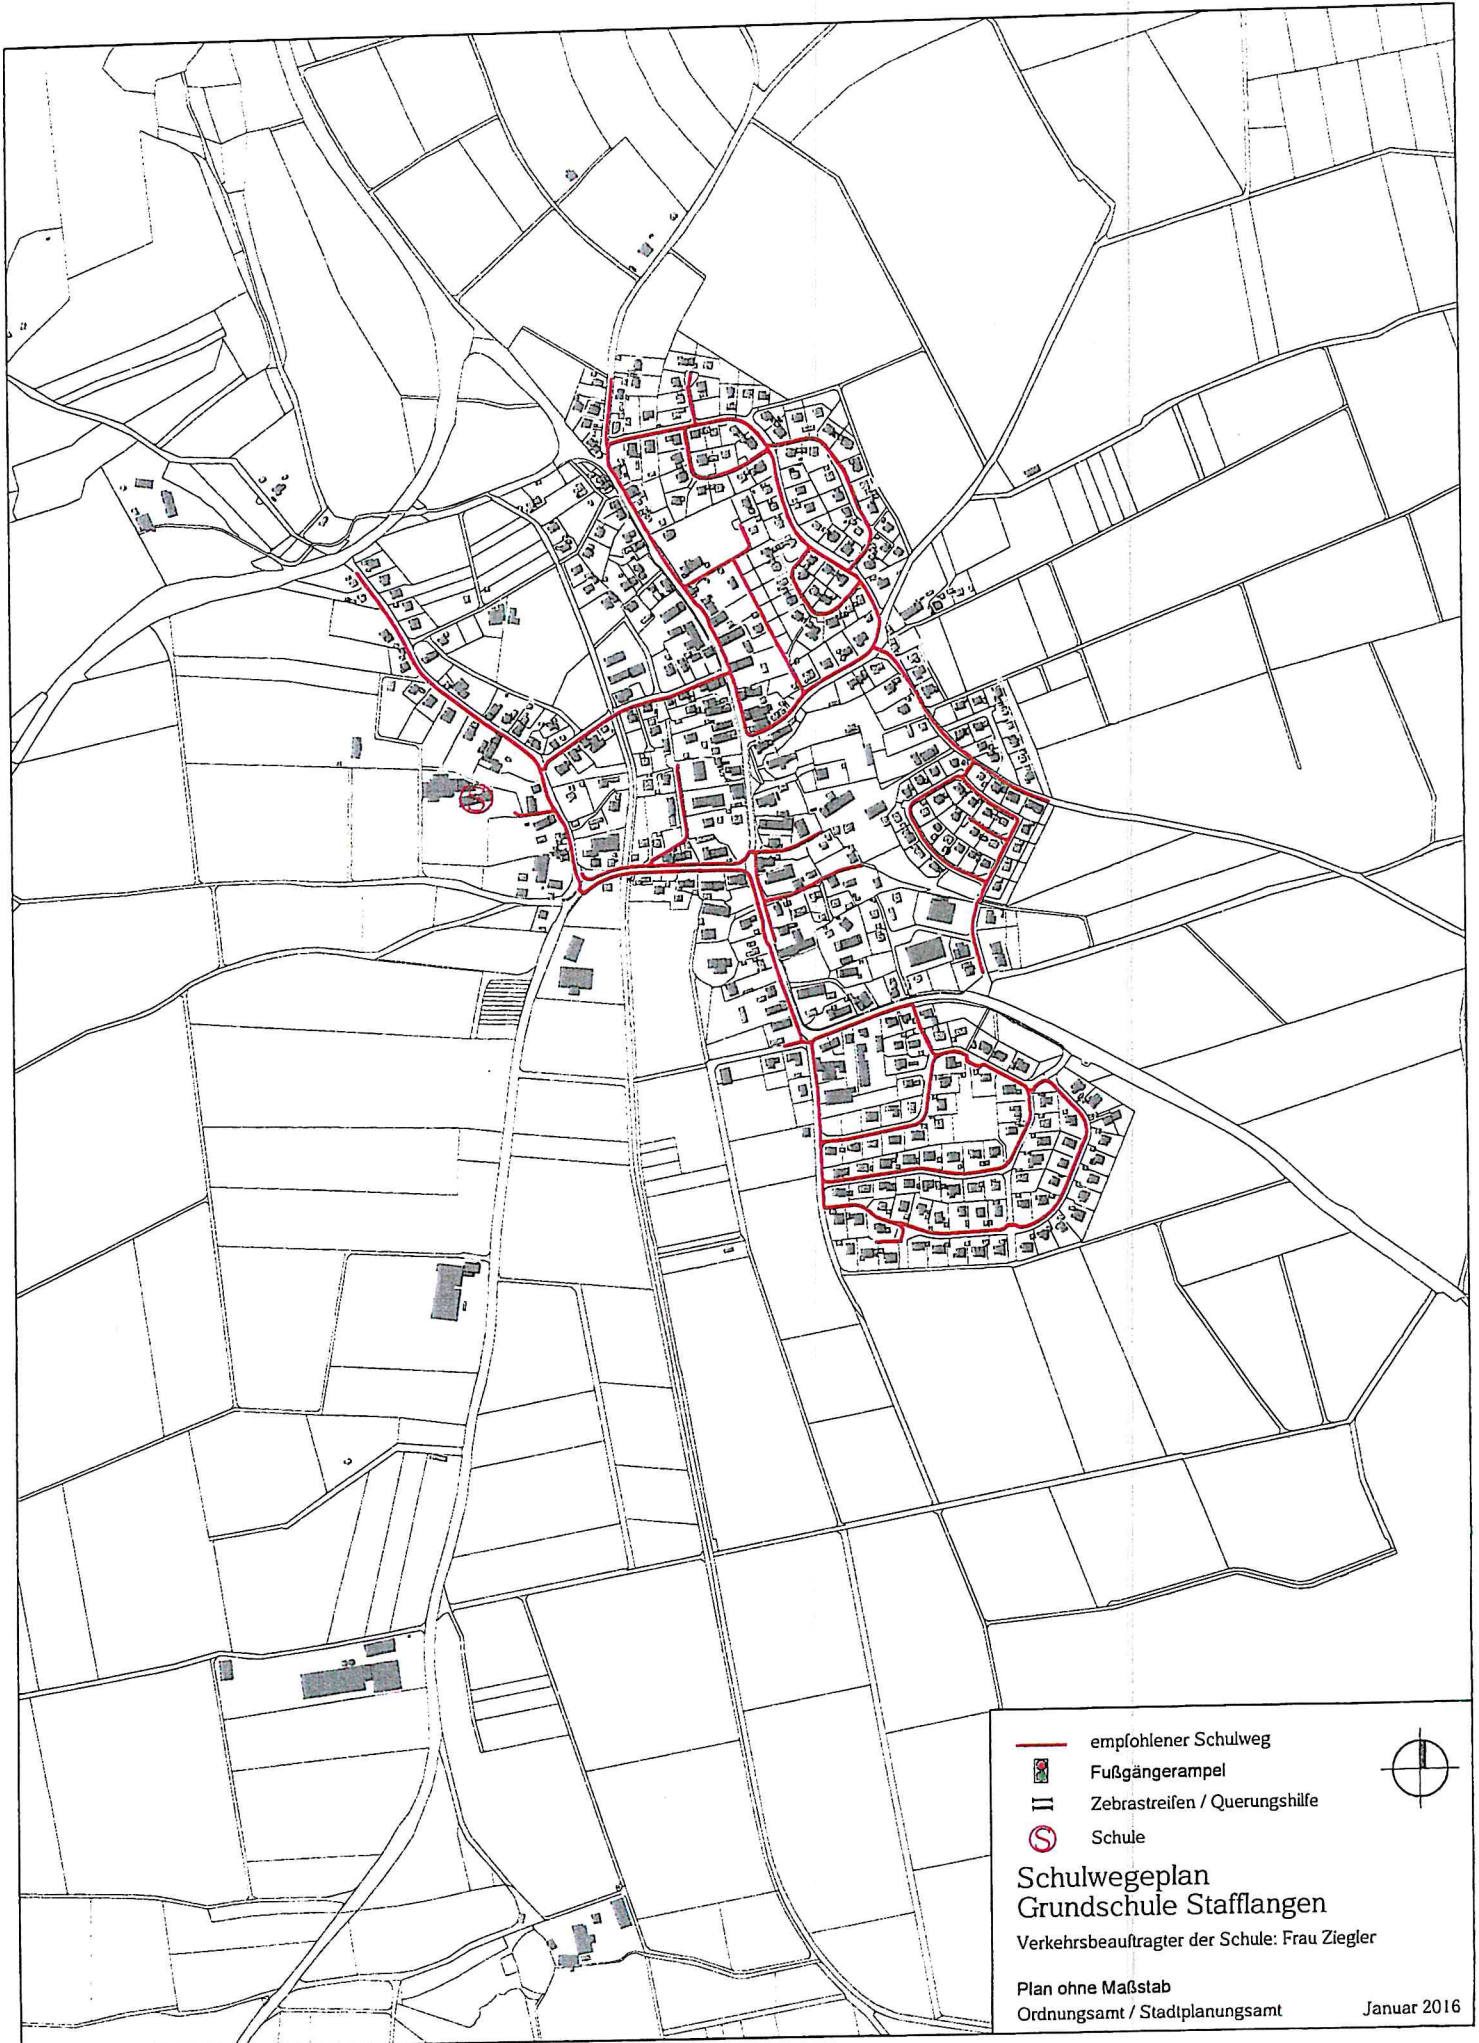 empfohlener Schulweg
Fußgängerampel
Zebrastreifen / Querungshilfe
S Schule
S
Schulwegeplan
Grundschule Stafflangen
Verkehrsbeauftragter der Schule: Frau Ziegler
Plan ohne Maßstab
Ordnungsamt / Stadtplanungsamt Januar 2016